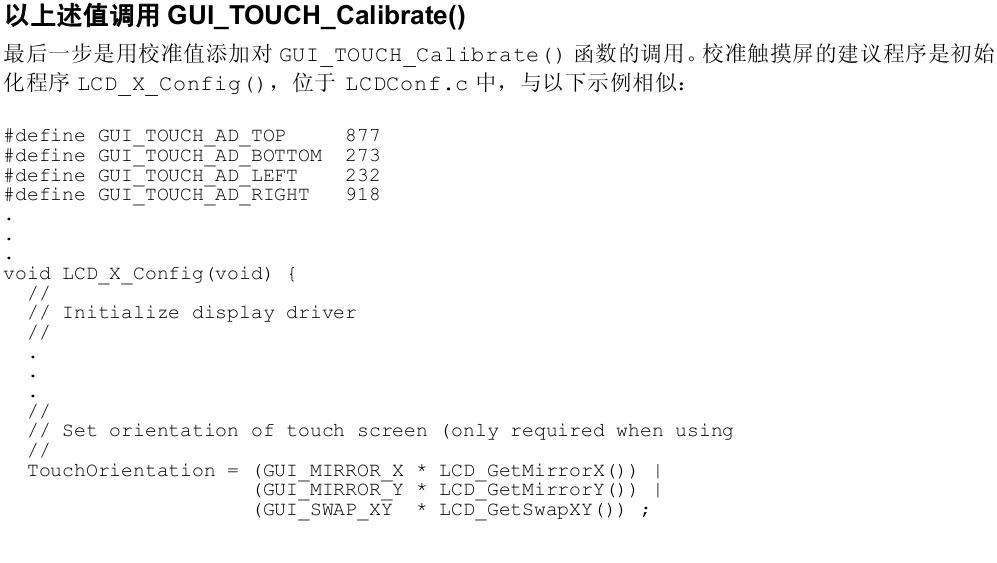 以上述值调用 GUI_TOUCH_Calibrate()
最后一步是用校准值添加对 GUI_TOUCH_Calibrate() 函数的调用。校准触摸屏的建议程序是初始
化程序 LCD_X_Config(), 位于 LCDConf.c 中，与以下示例相似：
#define GUI_TOUCH_AD_TOP     877
#define GUI_TOUCH_AD_BOTTOM  273
#define GUI_TOUCH_AD_LEFT    232
#define GUI_TOUCH_AD_RIGHT   918
.
.
.
void LCD_X_Config(void) {
  //
  // Initialize display driver
  //
  .
  .
  .
  //
  // Set orientation of touch screen (only required when using
  //
  TouchOrientation = (GUI_MIRROR_X * LCD_GetMirrorX()) |
                     (GUI_MIRROR_Y * LCD_GetMirrorY()) |
                     (GUI_SWAP_XY  * LCD_GetSwapXY()) ;